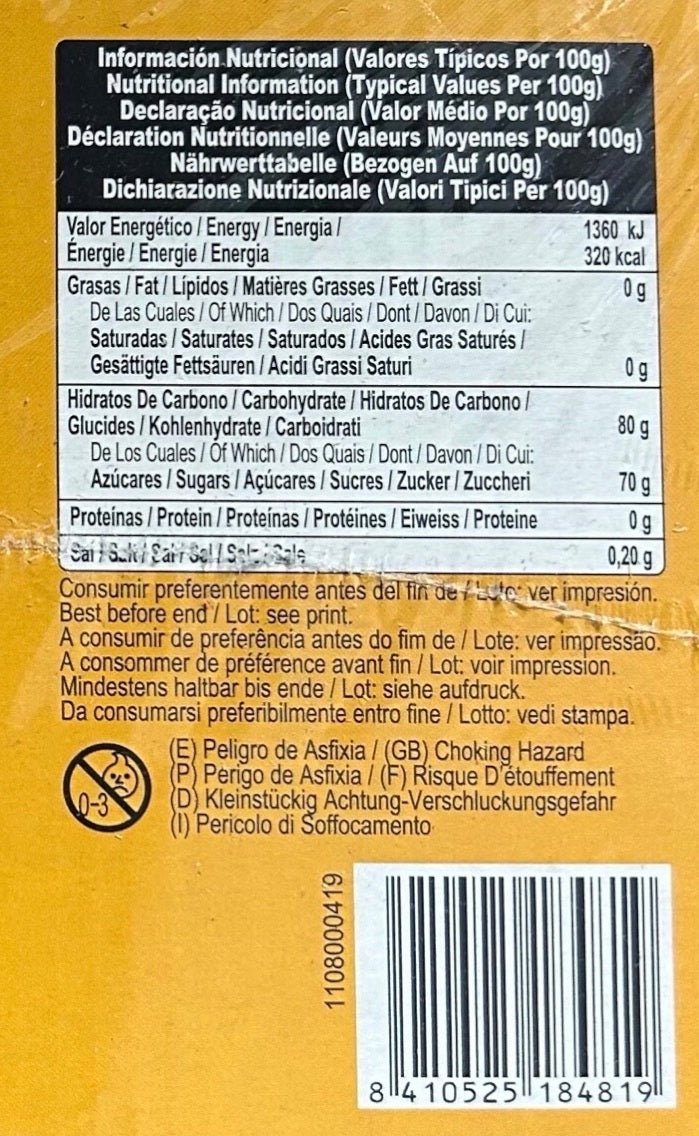 Información Nutricional (Valores Típicos Por 100g)
Nutritional Information (Typical Values Per 100g)
Declaração Nutricional (Valor Médio Por 100g)
Déclaration Nutritionnelle (Valeurs Moyennes Pour 100g)
Nährwerttabelle (Bezogen Auf 100g)
Dichiarazione Nutrizionale (Valori Tipici Per 100g)
Valor Energético / Energy / Energia / 1360 kJ
Énergie / Energie / Energia 320 kcal
Grasas / Fat / Lípidos / Matières Grasses / Fett / Grassi 0 g
De Las Cuales / Of Which / Dos Quais / Dont / Davon / Di Cui:
Saturadas / Saturates / Saturados / Acides Gras Saturés /
Gesättigte Fettsäuren / Acidi Grassi Saturi 0 g
Hidratos De Carbono / Carbohydrate / Hidratos De Carbono /
Glucides / Kohlenhydrate / Carboidrati 80 g
De Los Cuales / Of Which / Dos Quais / Dont / Davon / Di Cui:
Azúcares / Sugars / Açúcares / Sucres / Zucker / Zuccheri 70 g
Proteínas / Protein / Proteínas / Protéines / Eiweiss / Proteine 0 g
Sal / Salt / Sal / Sel / Salz / Sale 0,20 g
Consumir preferentemente antes del fin de / Lote: ver impresión.
Best before end / Lot: see print.
A consumir de preferência antes do fim de / Lote: ver impressão.
A consommer de préférence avant fin / Lot: voir impression.
Mindestens haltbar bis ende / Lot: siehe aufdruck.
Da consumarsi preferibilmente entro fine / Lotto: vedi stampa.
0-3
(E) Peligro de Asfixia / (GB) Choking Hazard
(P) Perigo de Asfixia / (F) Risque D'étouffement
(D) Kleinstückig Achtung-Verschluckungsgefahr
(I) Pericolo di Soffocamento
1108000419
8 410525 184819